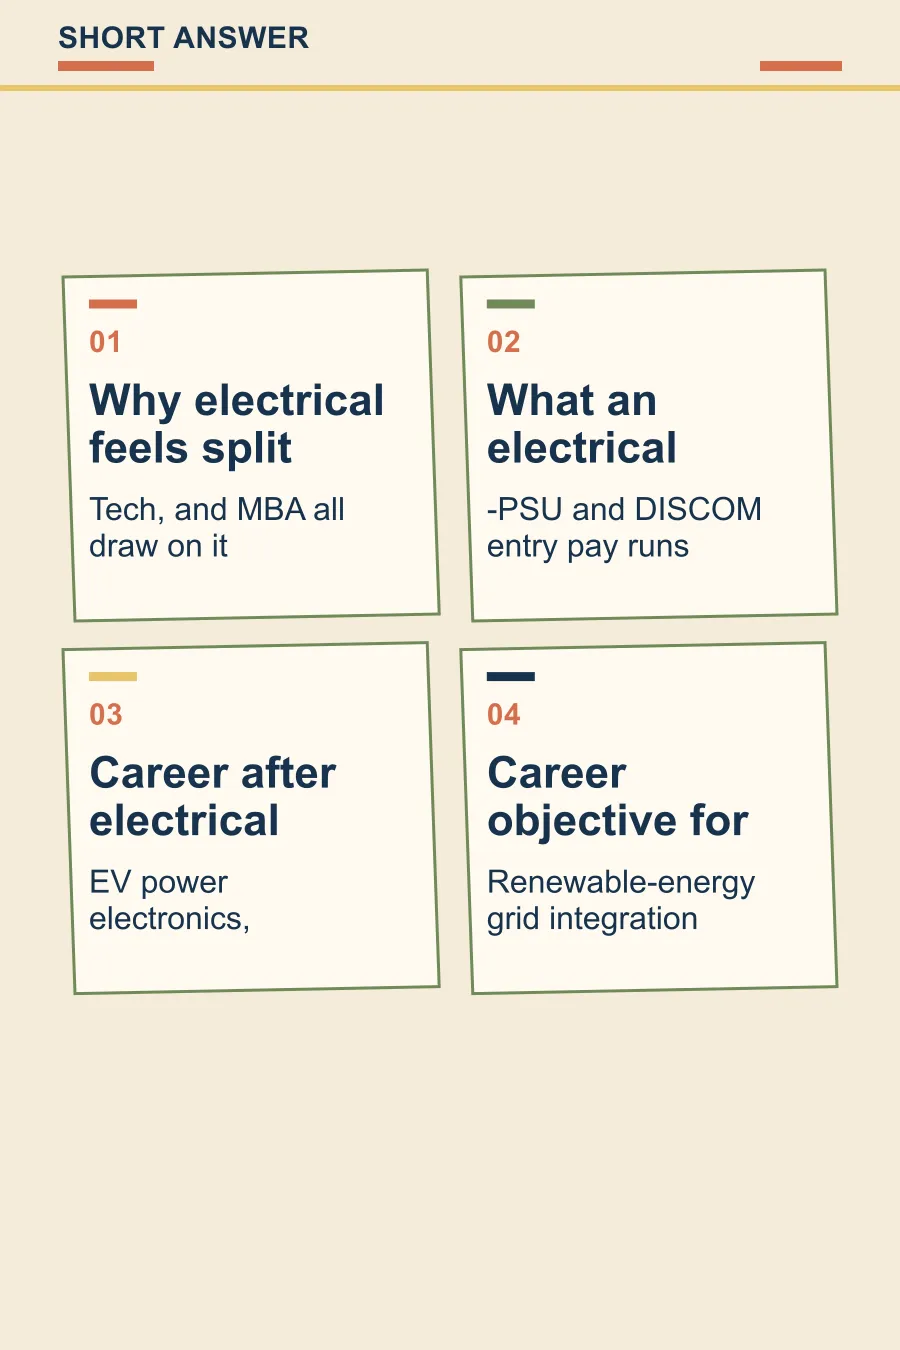 SHORT ANSWER
01
Why electrical
feels split
Tech, and MBA all
draw on it
02
What an
electrical
-PSU and DISCOM
entry pay runs
03
Career after
electrical
EV power
electronics,
04
Career
objective for
Renewable-energy
grid integration